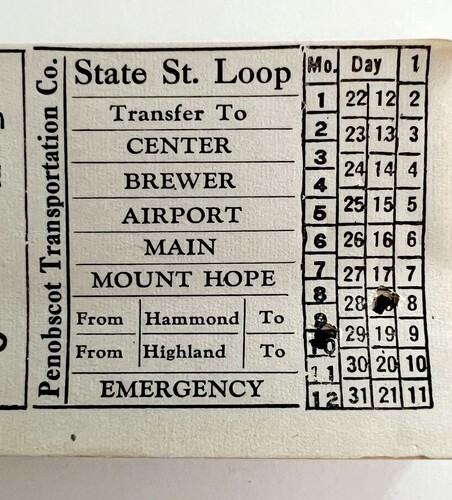 Penobscot Transportation Co.
State St. Loop
Transfer To
CENTER
BREWER
AIRPORT
MAIN
MOUNT HOPE
From Hammond To
From Highland To
EMERGENCY
Mo. Day 1
1 22 12 2
2 23 13 3
3 24 14 4
4 25 15 5
5 26 16 6
6 27 17 7
7 28 8
8 29 19 9
9 30 20 10
10 31 21 11
11
12